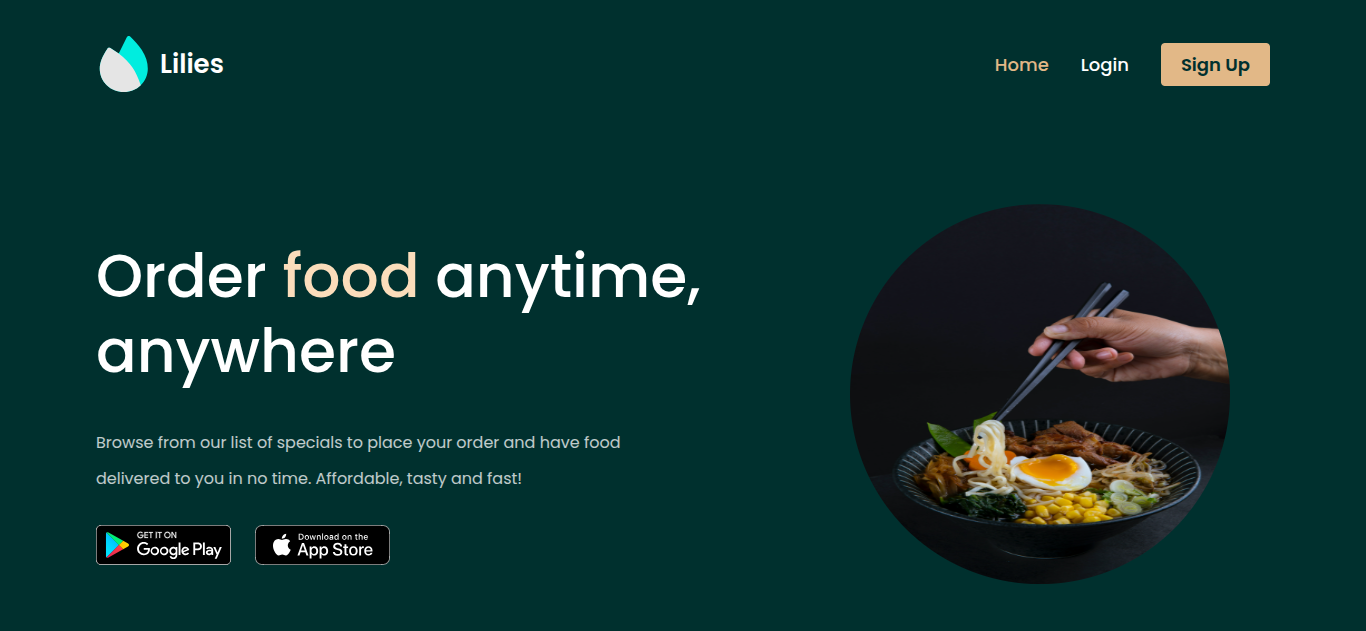 Lilies
Home
Login
Sign Up
Order food anytime,
anywhere
Browse from our list of specials to place your order and have food
delivered to you in no time. Affordable, tasty and fast!
GET IT ON
Google Play
Download on the
App Store